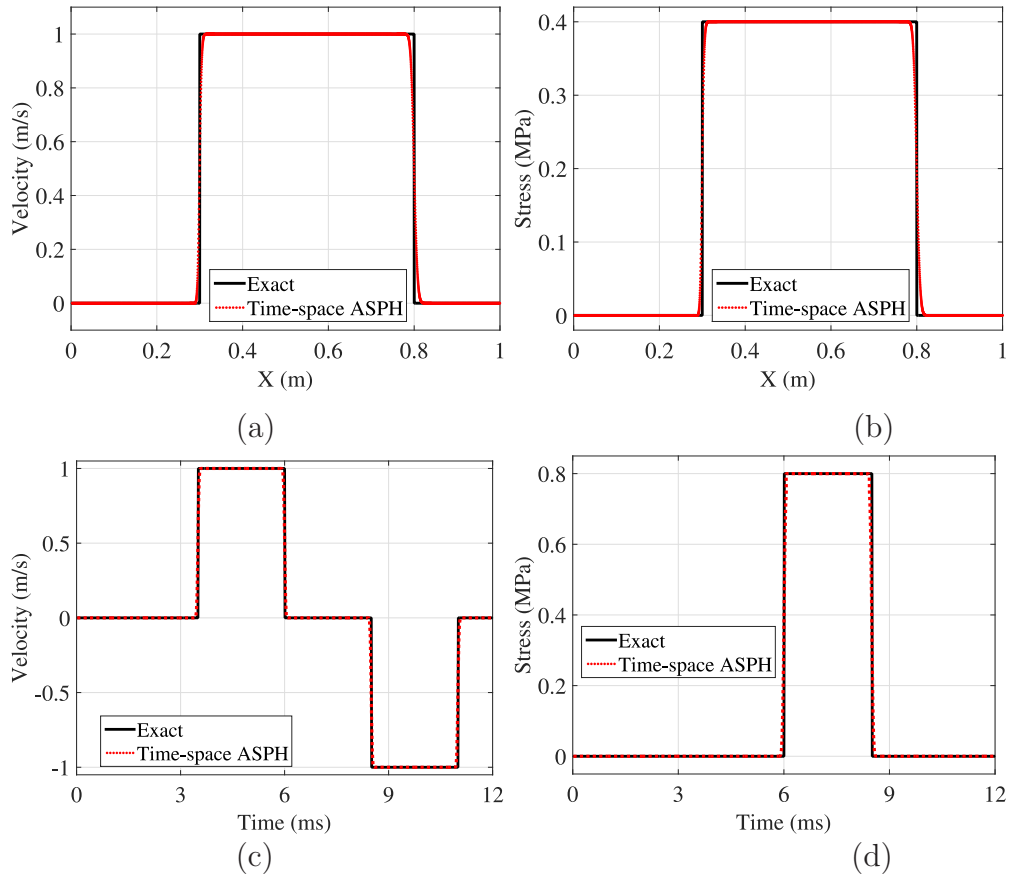 1
0.8
0.6
0.4
0.2
0
Velocity (m/s)
Exact
Time-space ASPH
0 0.2 0.4 0.6 0.8 1
X (m)
(a)
0.4
0.3
0.2
0.1
0
Stress (MPa)
Exact
Time-space ASPH
0 0.2 0.4 0.6 0.8 1
X (m)
(b)
1
0.5
0
-0.5
-1
Velocity (m/s)
Exact
Time-space ASPH
0 3 6 9 12
Time (ms)
(c)
0.8
0.6
0.4
0.2
0
Stress (MPa)
Exact
Time-space ASPH
0 3 6 9 12
Time (ms)
(d)